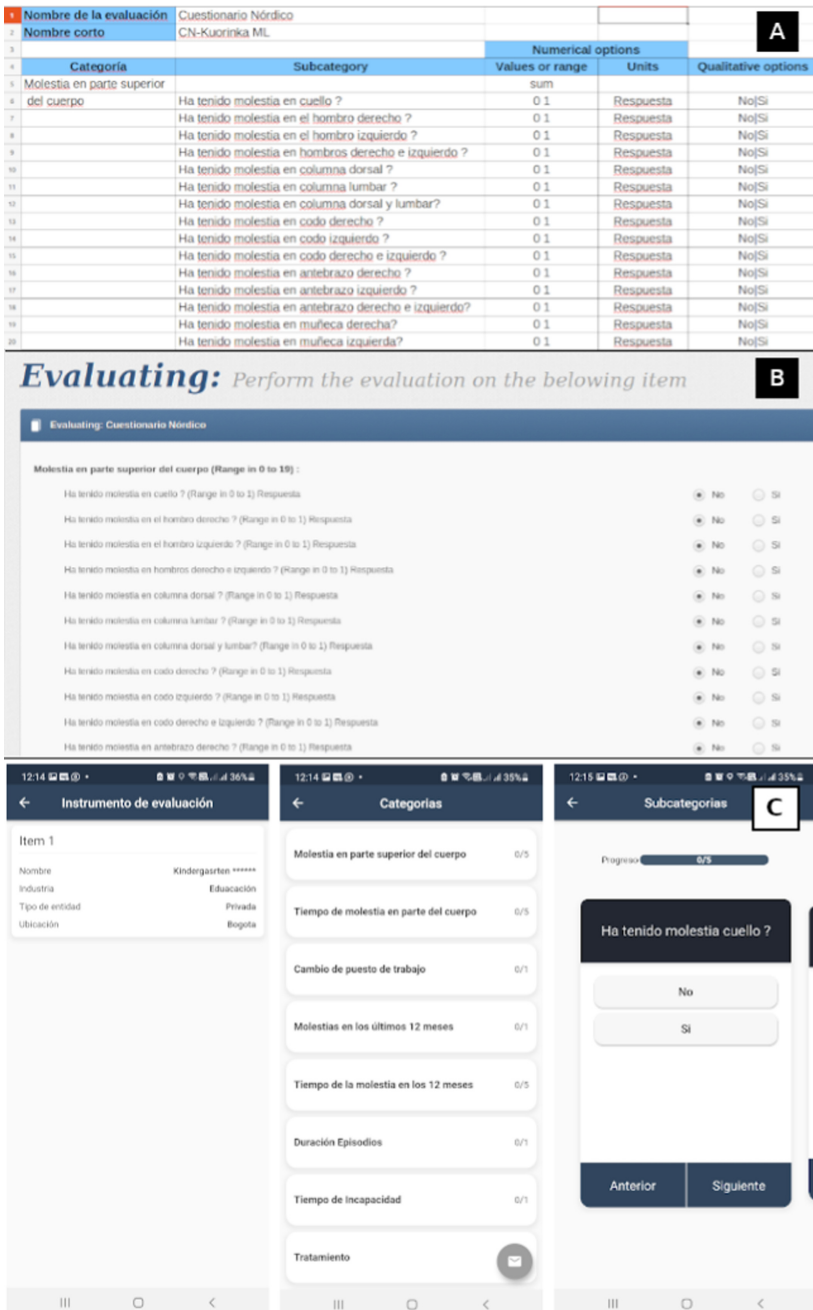 A
1 Nombre de la evaluación Cuestionario Nórdico
2 Nombre corto CN-Kuorinka ML
3 Numerical options
4 Categoría Subcategory Values or range Units Qualitative options
5 Molestia en parte superior sum
6 del cuerpo Ha tenido molestia en cuello ? 0 1 Respuesta No|Si
7 Ha tenido molestia en el hombro derecho ? 0 1 Respuesta No|Si
8 Ha tenido molestia en el hombro izquierdo ? 0 1 Respuesta No|Si
9 Ha tenido molestia en hombros derecho e izquierdo ? 0 1 Respuesta No|Si
10 Ha tenido molestia en columna dorsal ? 0 1 Respuesta No|Si
11 Ha tenido molestia en columna lumbar ? 0 1 Respuesta No|Si
12 Ha tenido molestia en columna dorsal y lumbar? 0 1 Respuesta No|Si
13 Ha tenido molestia en codo derecho ? 0 1 Respuesta No|Si
14 Ha tenido molestia en codo izquierdo ? 0 1 Respuesta No|Si
15 Ha tenido molestia en codo derecho e izquierdo ? 0 1 Respuesta No|Si
16 Ha tenido molestia en antebrazo derecho ? 0 1 Respuesta No|Si
17 Ha tenido molestia en antebrazo izquierdo ? 0 1 Respuesta No|Si
18 Ha tenido molestia en antebrazo derecho e izquierdo? 0 1 Respuesta No|Si
19 Ha tenido molestia en muñeca derecha? 0 1 Respuesta No|Si
20 Ha tenido molestia en muñeca izquierda? 0 1 Respuesta No|Si
Evaluating: Perform the evaluation on the belowing item
B
Evaluating: Cuestionario Nórdico
Molestia en parte superior del cuerpo (Range in 0 to 19) :
Ha tenido molestia en cuello ? (Range in 0 to 1) Respuesta No Si
Ha tenido molestia en el hombro derecho ? (Range in 0 to 1) Respuesta No Si
Ha tenido molestia en el hombro izquierdo ? (Range in 0 to 1) Respuesta No Si
Ha tenido molestia en hombros derecho e izquierdo ? (Range in 0 to 1) Respuesta No Si
Ha tenido molestia en columna dorsal ? (Range in 0 to 1) Respuesta No Si
Ha tenido molestia en columna lumbar ? (Range in 0 to 1) Respuesta No Si
Ha tenido molestia en columna dorsal y lumbar? (Range in 0 to 1) Respuesta No Si
Ha tenido molestia en codo derecho ? (Range in 0 to 1) Respuesta No Si
Ha tenido molestia en codo izquierdo ? (Range in 0 to 1) Respuesta No Si
Ha tenido molestia en codo derecho e izquierdo ? (Range in 0 to 1) Respuesta No Si
Ha tenido molestia en antebrazo derecho ? (Range in 0 to 1) Respuesta No Si
12:14 36%
Instrumento de evaluación
Item 1
Nombre Kindergasrten ******
Industria Eduacación
Tipo de entidad Privada
Ubicación Bogota
12:14 35%
Categorias
Molestia en parte superior del cuerpo 0/5
Tiempo de molestia en parte del cuerpo 0/5
Cambio de puesto de trabajo 0/1
Molestias en los últimos 12 meses 0/1
Tiempo de la molestia en los 12 meses 0/5
Duración Episodios 0/1
Tiempo de Incapacidad 0/1
Tratamiento
12:15 35%
Subcategorias
C
Progreso 0/5
Ha tenido molestia cuello ?
No
Si
Anterior Siguiente